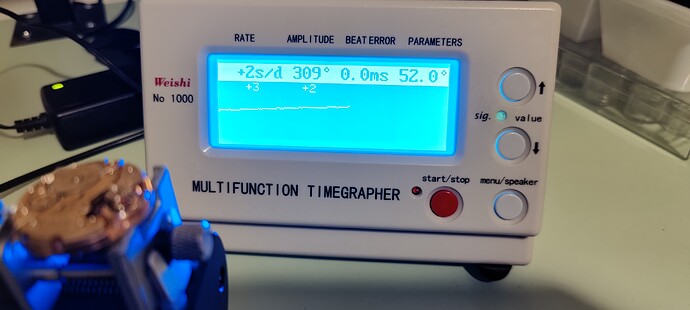 RATE AMPLITUDE BEAT ERROR PARAMETERS
+2s/d 309° 0.0ms 52.0°
+3 +2
Weishi
No 1000
sig. value
MULTIFUNCTION TIMEGRAPHER
start/stop
menu/speaker